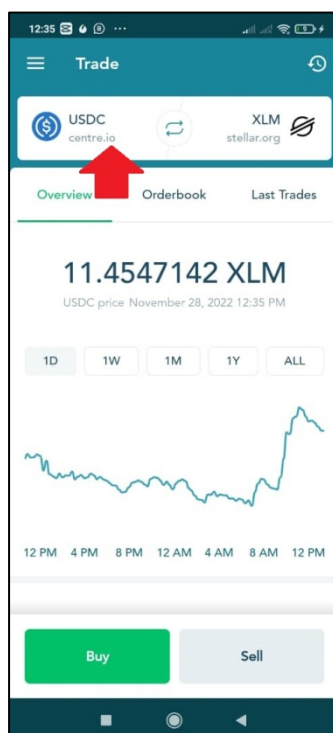 12:35
Trade
USDC
centre.io
XLM
stellar.org
Overview
Orderbook
Last Trades
11.4547142 XLM
USDC price November 28, 2022 12:35 PM
1D 1W 1M 1Y ALL
12 PM 4 PM 8 PM 12 AM 4 AM 8 AM 12 PM
Buy
Sell